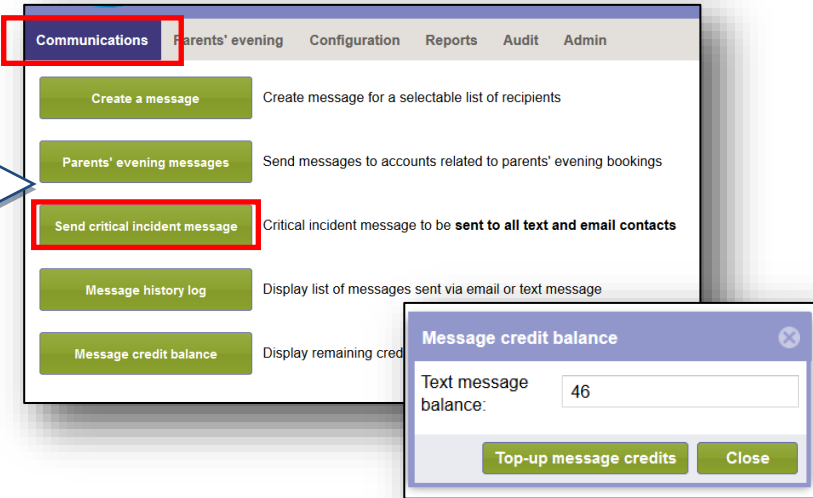 Communications Parents' evening Configuration Reports Audit Admin
Create a message Create message for a selectable list of recipients
Parents' evening messages Send messages to accounts related to parents' evening bookings
Send critical incident message Critical incident message to be sent to all text and email contacts
Message history log Display list of messages sent via email or text message
Message credit balance Display remaining cred
Message credit balance
Text message
balance:
46
Top-up message credits Close